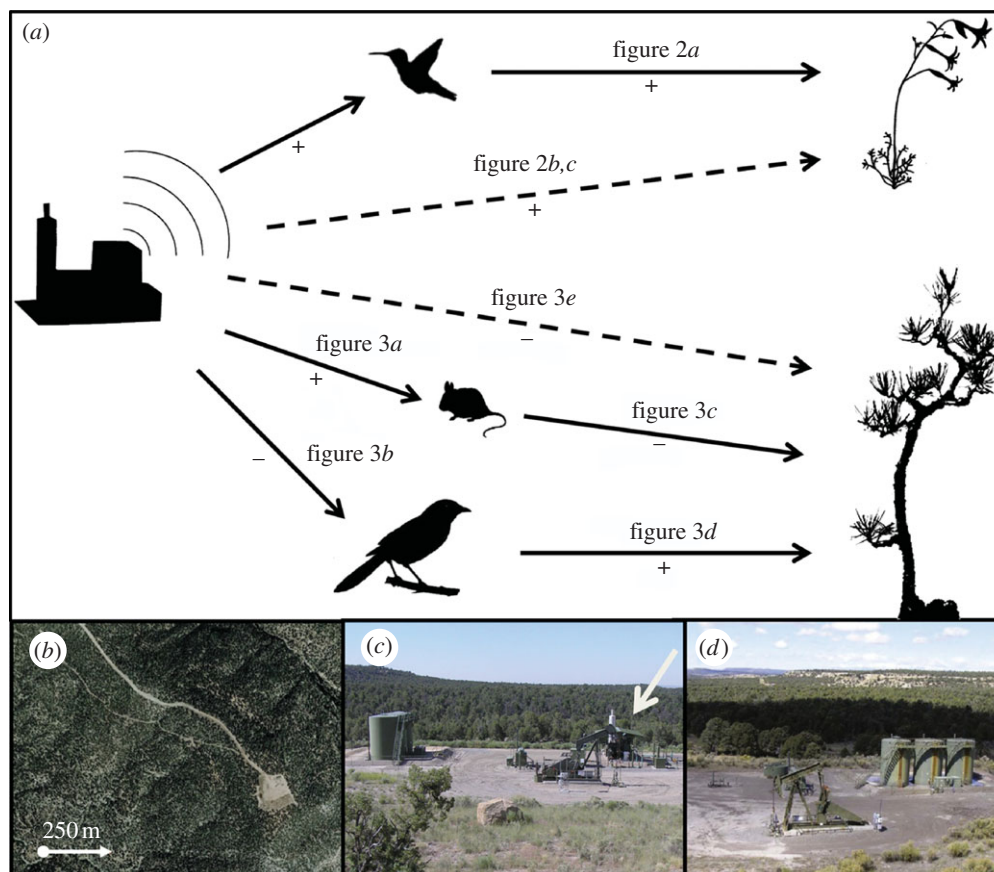 (a)
figure 2a
+
+
figure 2b,c
+
figure 3e
–
figure 3a
+
figure 3c
–
figure 3b
–
figure 3d
+
(b)
250 m
(c)
(d)